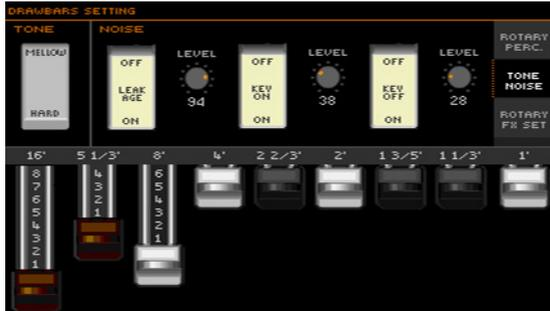 DRAWBARS SETTING
TONE
NOISE
ROTARY
PERC.
MELLOW
HARD
OFF
LEAK
AGE
ON
LEVEL
94
OFF
KEY
ON
ON
LEVEL
38
OFF
KEY
OFF
ON
LEVEL
28
TONE
NOISE
ROTARY
FX SET
16' 5 1/3' 8' 4' 2 2/3' 2' 1 3/5' 1 1/3' 1'
8
7
6
5
4
3
2
1
4
3
2
1
6
5
4
3
2
1